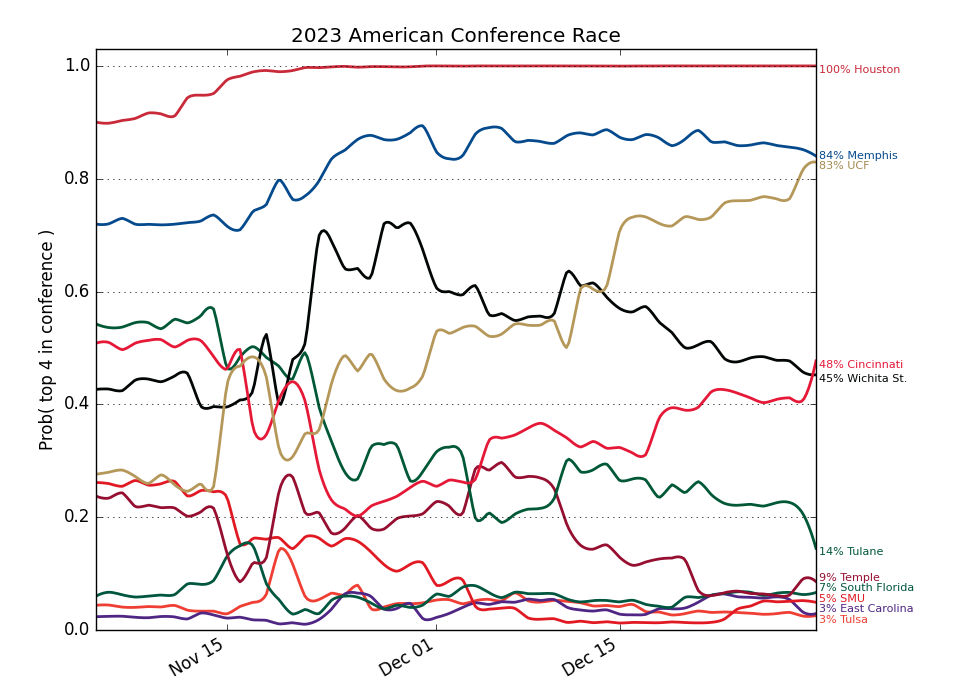 2023 American Conference Race
Prob( top 4 in conference )
1.0
0.8
0.6
0.4
0.2
0.0
Nov 15
Dec 01
Dec 15
100% Houston
84% Memphis
83% UCF
48% Cincinnati
45% Wichita St.
14% Tulane
9% Temple
7% South Florida
5% SMU
3% East Carolina
3% Tulsa